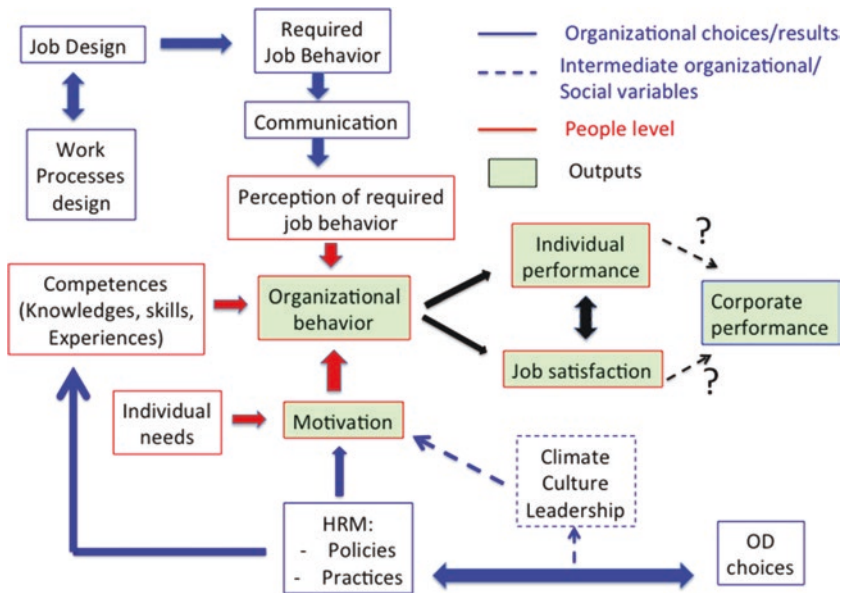 Job Design
Required
Job Behavior
Organizational choices/results
Intermediate organizational/
Social variables
People level
Outputs
Work
Processes
design
Communication
Perception of required
job behavior
Competences
(Knowledges, skills,
Experiences)
Organizational
behavior
Individual
performance
?
Corporate
performance
Job satisfaction
?
Individual
needs
Motivation
Climate
Culture
Leadership
HRM:
- Policies
- Practices
OD
choices